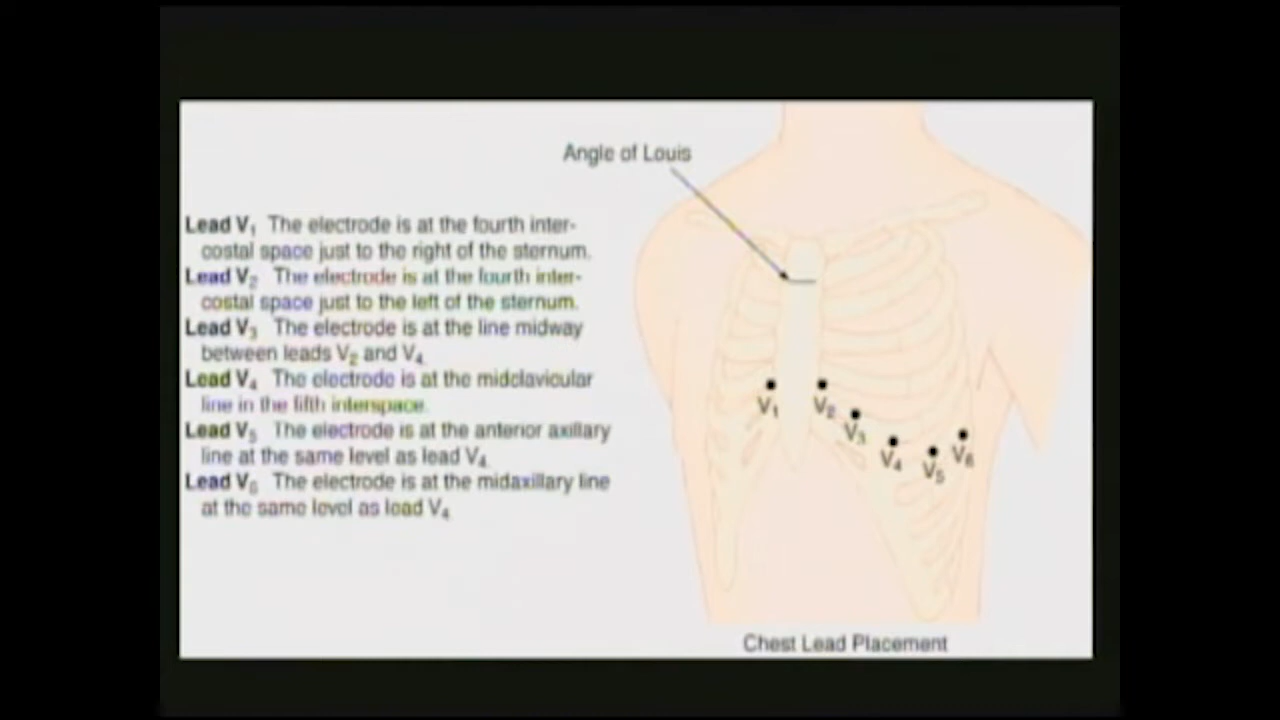 Angle of Louis
Lead V₁ The electrode is at the fourth inter-
costal space just to the right of the sternum.
Lead V₂ The electrode is at the fourth inter-
costal space just to the left of the sternum.
Lead V₃ The electrode is at the line midway
between leads V₂ and V₄
Lead V₄ The electrode is at the midclavicular
line in the fifth interspace.
Lead V₅ The electrode is at the anterior axillary
line at the same level as lead V₄
Lead V₆ The electrode is at the midaxillary line
at the same level as lead V₄
V₁
V₂
V₃
V₄
V₅
V₆
Chest Lead Placement